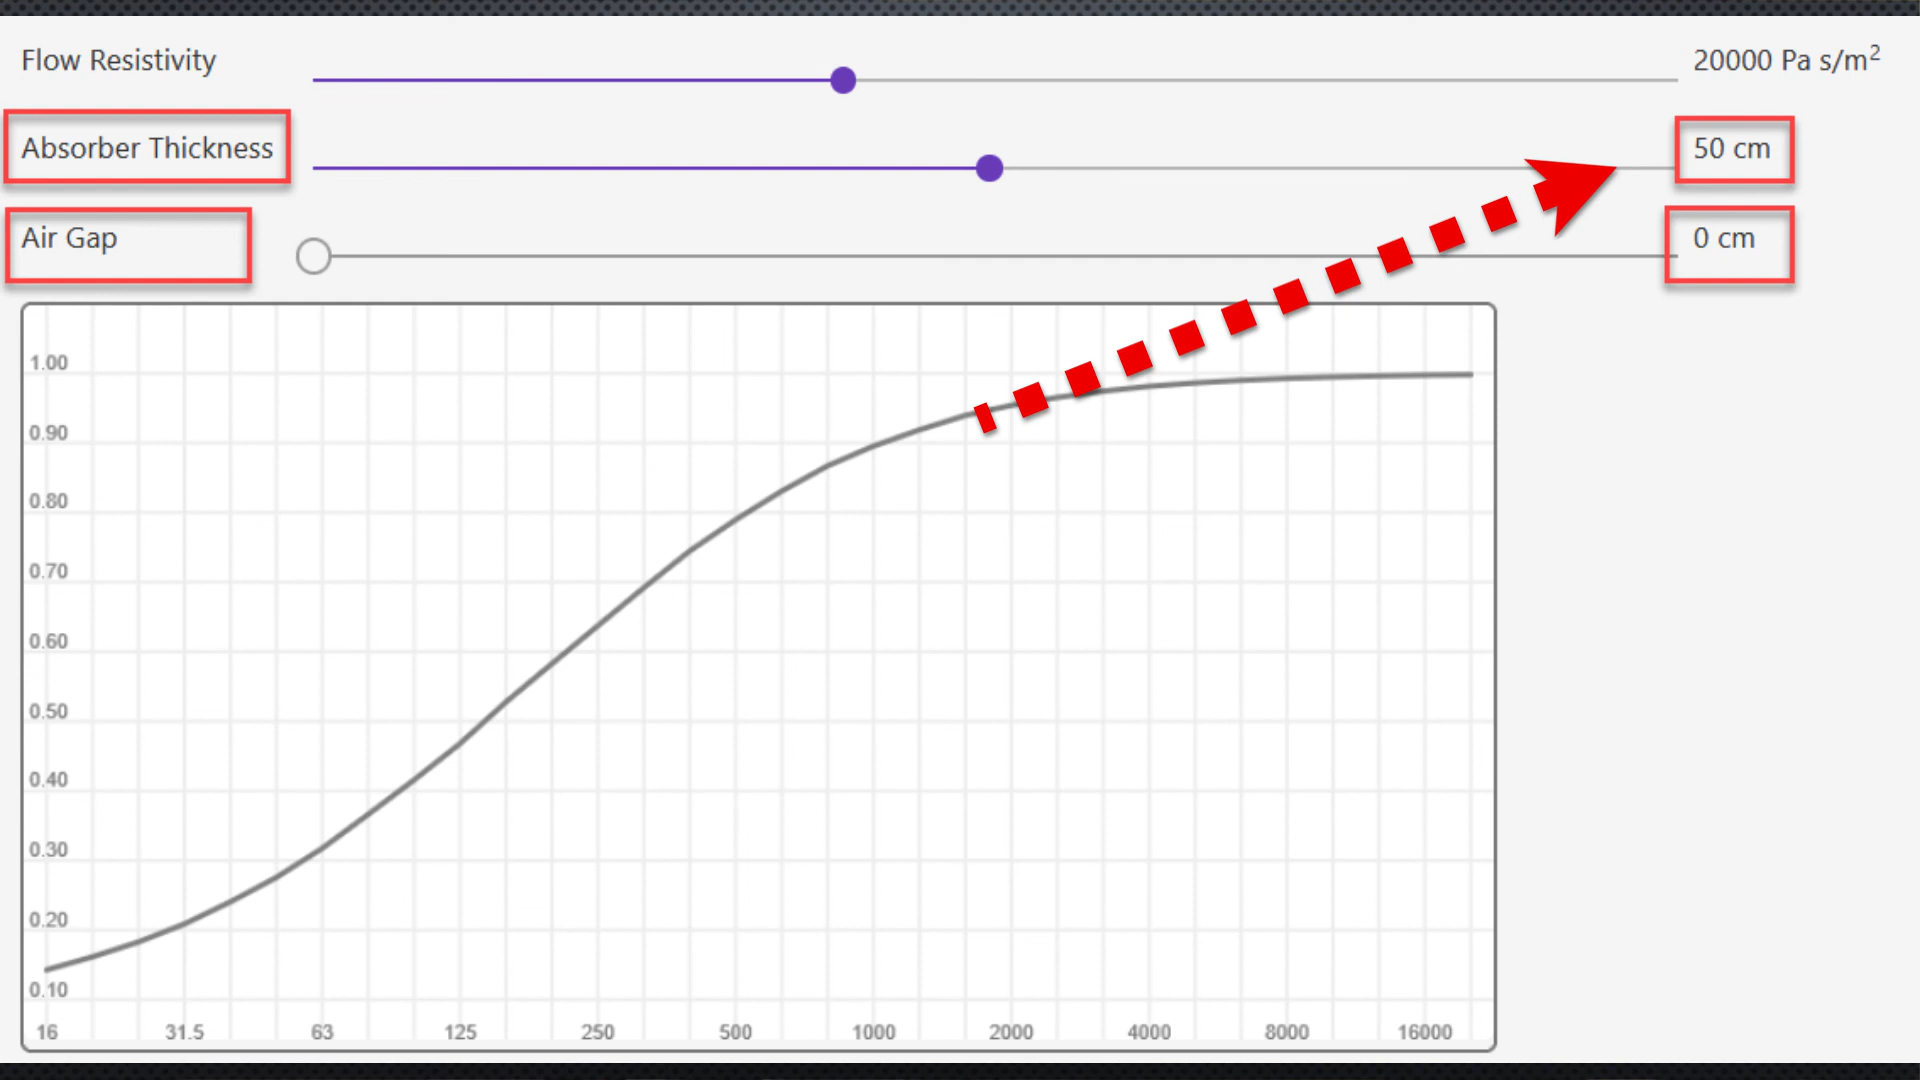 Flow Resistivity 20000 Pa s/m²
Absorber Thickness 50 cm
Air Gap 0 cm
1.00
0.90
0.80
0.70
0.60
0.50
0.40
0.30
0.20
0.10
16 31.5 63 125 250 500 1000 2000 4000 8000 16000